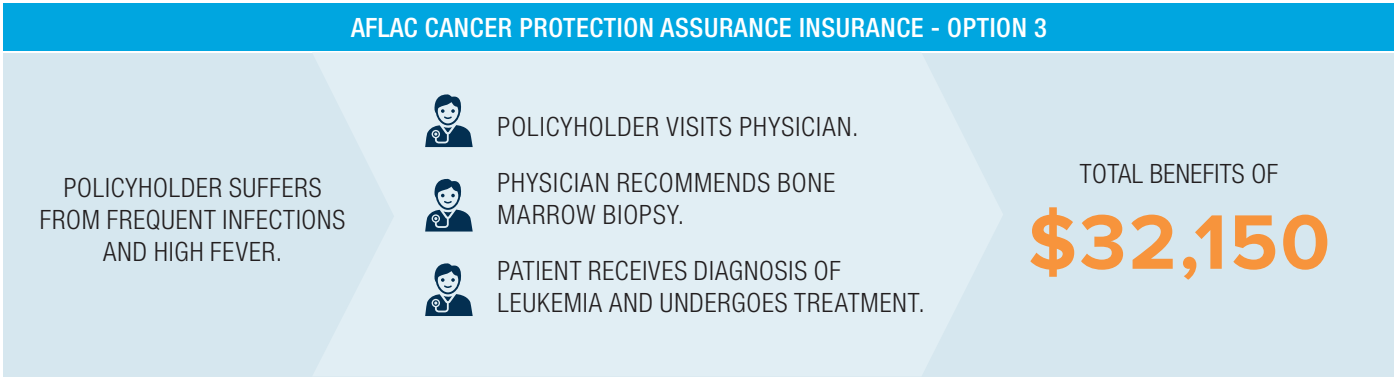 AFLAC CANCER PROTECTION ASSURANCE INSURANCE - OPTION 3
POLICYHOLDER SUFFERS
FROM FREQUENT INFECTIONS
AND HIGH FEVER.
POLICYHOLDER VISITS PHYSICIAN.
PHYSICIAN RECOMMENDS BONE
MARROW BIOPSY.
PATIENT RECEIVES DIAGNOSIS OF
LEUKEMIA AND UNDERGOES TREATMENT.
TOTAL BENEFITS OF
$32,150